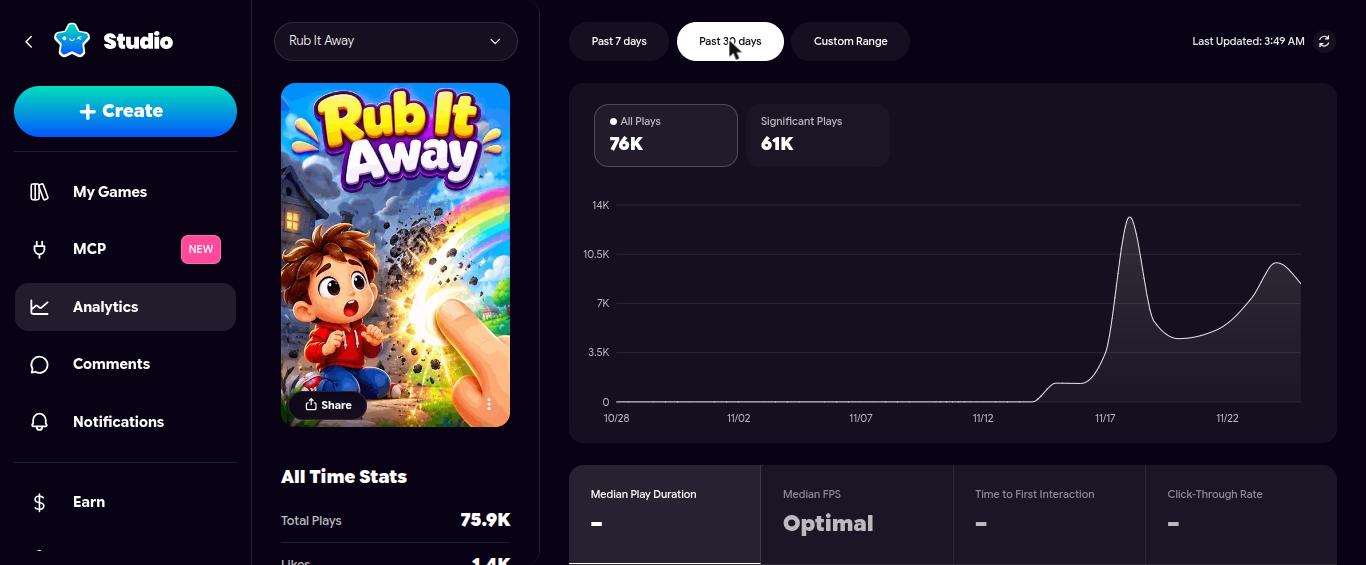 Studio
Create
My Games
MCP
NEW
Analytics
Comments
Notifications
Earn
Rub It Away
Rub It
Away
Share
All Time Stats
Total Plays 75.9K
Likes 1.4K
Past 7 days
Past 30 days
Custom Range
Last Updated: 3:49 AM
All Plays
76K
Significant Plays
61K
14K
10.5K
7K
3.5K
0
10/28 11/02 11/07 11/12 11/17 11/22
Median Play Duration
–
Median FPS
Optimal
Time to First Interaction
–
Click-Through Rate
–